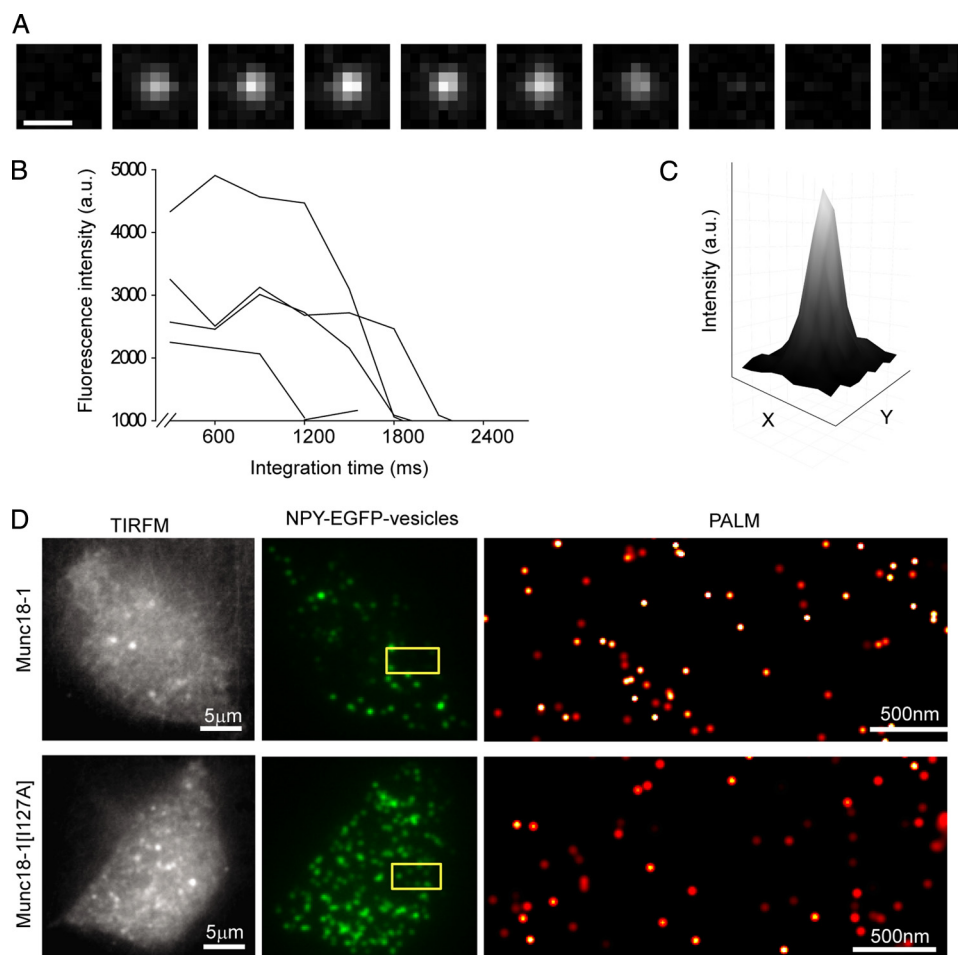 A
B
Fluorescence intensity (a.u.)
5000
4000
3000
2000
1000
600
1200
1800
2400
Integration time (ms)
C
Intensity (a.u.)
X
Y
D
TIRFM
NPY-EGFP-vesicles
PALM
Munc18-1
5μm
500nm
Munc18-1[I127A]
5μm
500nm